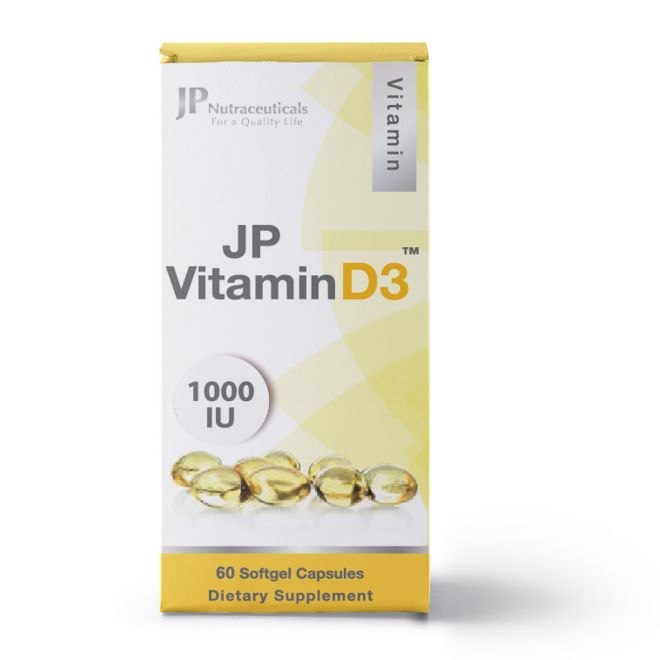 JP Nutraceuticals
For a Quality Life
Vitamin
JP
Vitamin D3™
1000
IU
60 Softgel Capsules
Dietary Supplement